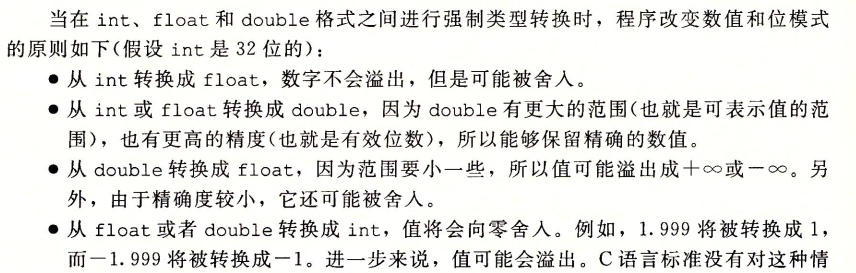 当在 int、float 和 double 格式之间进行强制类型转换时，程序改变数值和位模式
的原则如下(假设 int 是 32 位的)：
● 从 int 转换成 float，数字不会溢出，但是可能被舍入。
● 从 int 或 float 转换成 double，因为 double 有更大的范围(也就是可表示值的范
围)，也有更高的精度(也就是有效位数)，所以能够保留精确的数值。
● 从 double 转换成 float，因为范围要小一些，所以值可能溢出成+∞或-∞。另
外，由于精确度较小，它还可能被舍入。
● 从 float 或者 double 转换成 int，值将会向零舍入。例如，1.999 将被转换成 1，
而-1.999 将被转换成-1。进一步来说，值可能会溢出。C 语言标准没有对这种情